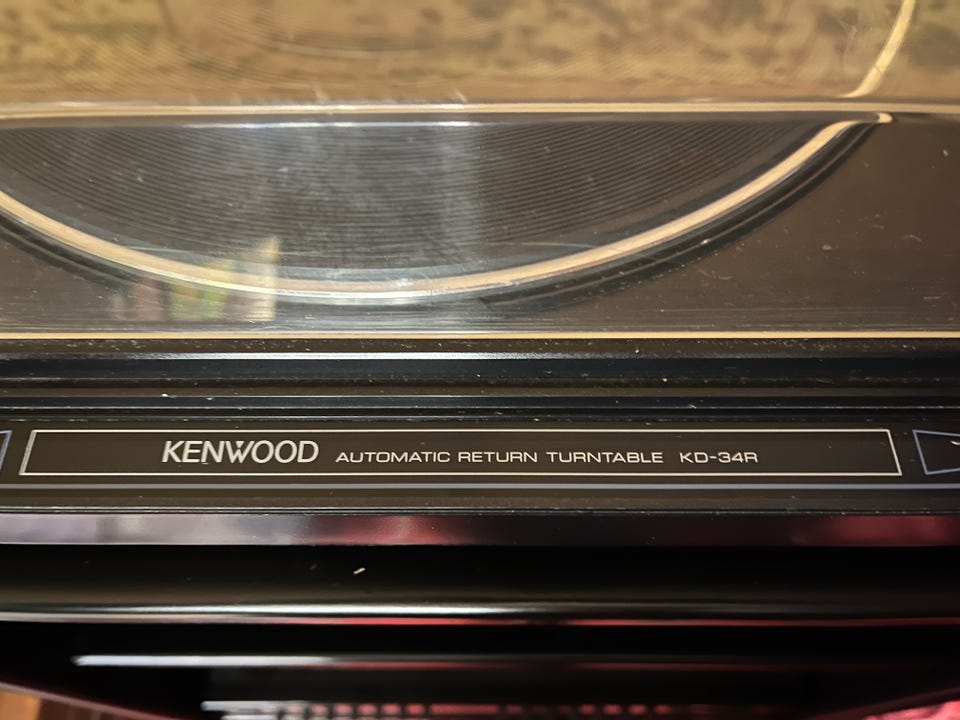 KENWOOD AUTOMATIC RETURN TURNTABLE KD-34R